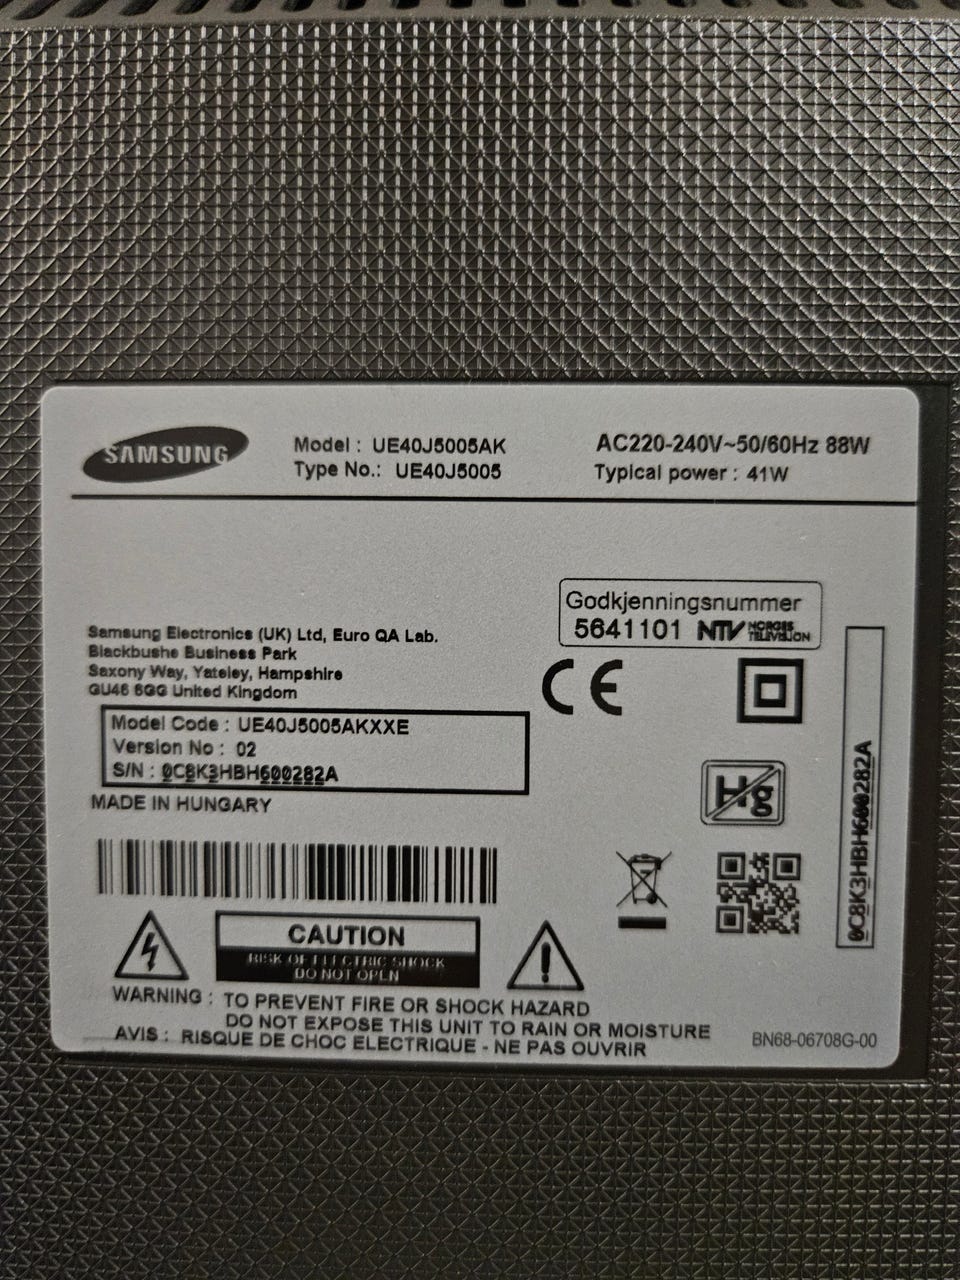 SAMSUNG
Model : UE40J5005AK
Type No.: UE40J5005
AC220-240V~50/60Hz 88W
Typical power : 41W
Godkjenningsnummer
5641101 NTV NORGES TELEVISJON
Samsung Electronics (UK) Ltd, Euro QA Lab.
Blackbushe Business Park
Saxony Way, Yateley, Hampshire
GU46 6GG United Kingdom
CE
Model Code : UE40J5005AKXXE
Version No : 02
S/N : 0C8K3HBH600282A
MADE IN HUNGARY
Hg
0C8K3HBH600282A
CAUTION
RISK OF ELECTRIC SHOCK
DO NOT OPEN
WARNING : TO PREVENT FIRE OR SHOCK HAZARD
DO NOT EXPOSE THIS UNIT TO RAIN OR MOISTURE
AVIS : RISQUE DE CHOC ELECTRIQUE - NE PAS OUVRIR
BN68-06708G-00